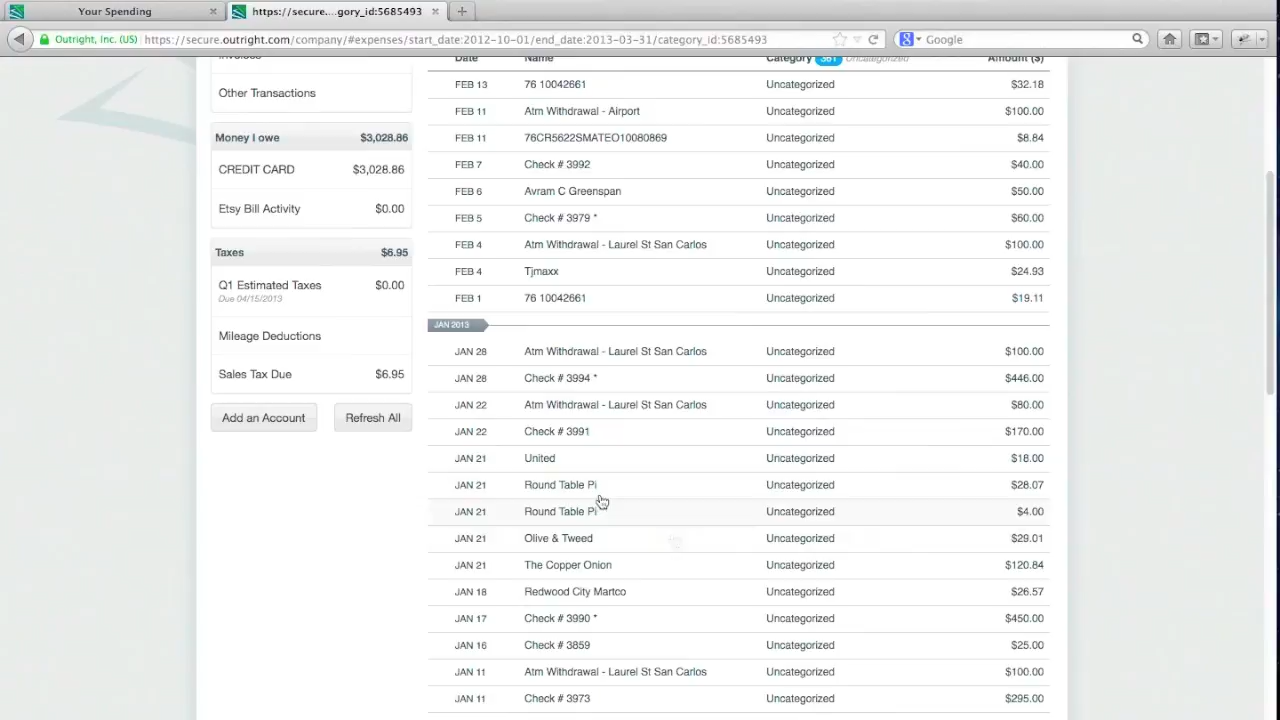 Your Spending
https://secure....gory_id:5685493
Outright, Inc. (US)
https://secure.outright.com/company/#expenses/start_date:2012-10-01/end_date:2013-03-31/category_id:5685493
Google
Invoices
Other Transactions
Money I owe $3,028.86
CREDIT CARD $3,028.86
Etsy Bill Activity $0.00
Taxes $6.95
Q1 Estimated Taxes $0.00
Due 04/15/2013
Mileage Deductions
Sales Tax Due $6.95
Add an Account Refresh All
Date Name Category 361 Uncategorized Amount ($)
FEB 13 76 10042661 Uncategorized $32.18
FEB 11 Atm Withdrawal - Airport Uncategorized $100.00
FEB 11 76CR5622SMATEO10080869 Uncategorized $8.84
FEB 7 Check # 3992 Uncategorized $40.00
FEB 6 Avram C Greenspan Uncategorized $50.00
FEB 5 Check # 3979 * Uncategorized $60.00
FEB 4 Atm Withdrawal - Laurel St San Carlos Uncategorized $100.00
FEB 4 Tjmaxx Uncategorized $24.93
FEB 1 76 10042661 Uncategorized $19.11
JAN 2013
JAN 28 Atm Withdrawal - Laurel St San Carlos Uncategorized $100.00
JAN 28 Check # 3994 * Uncategorized $446.00
JAN 22 Atm Withdrawal - Laurel St San Carlos Uncategorized $80.00
JAN 22 Check # 3991 Uncategorized $170.00
JAN 21 United Uncategorized $18.00
JAN 21 Round Table Pi Uncategorized $28.07
JAN 21 Round Table Pi Uncategorized $4.00
JAN 21 Olive & Tweed Uncategorized $29.01
JAN 21 The Copper Onion Uncategorized $120.84
JAN 18 Redwood City Martco Uncategorized $26.57
JAN 17 Check # 3990 * Uncategorized $450.00
JAN 16 Check # 3859 Uncategorized $25.00
JAN 11 Atm Withdrawal - Laurel St San Carlos Uncategorized $100.00
JAN 11 Check # 3973 Uncategorized $295.00